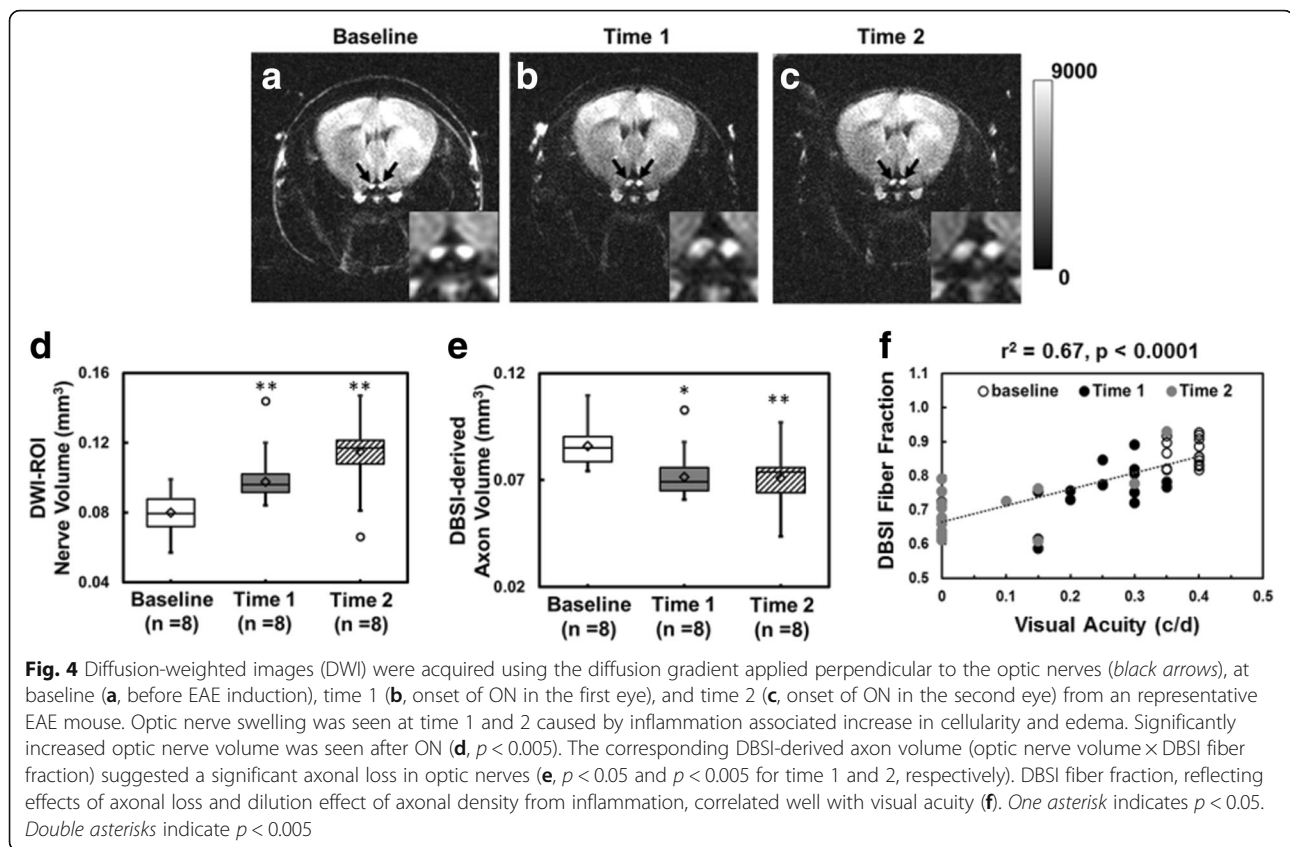 Baseline
Time 1
Time 2
a
b
c
9000
0
d
DWI-ROI
Nerve Volume (mm³)
0.16
0.12
0.08
0.04
**
**
Baseline
(n =8)
Time 1
(n =8)
Time 2
(n =8)
e
DBSI-derived
Axon Volume (mm³)
0.12
0.07
0.02
*
**
Baseline
(n =8)
Time 1
(n =8)
Time 2
(n =8)
f
r² = 0.67, p < 0.0001
DBSI Fiber Fraction
1.1
1.0
0.9
0.8
0.7
0.6
0.5
baseline
Time 1
Time 2
0
0.1
0.2
0.3
0.4
0.5
Visual Acuity (c/d)
Fig. 4 Diffusion-weighted images (DWI) were acquired using the diffusion gradient applied perpendicular to the optic nerves (black arrows), at
baseline (a, before EAE induction), time 1 (b, onset of ON in the first eye), and time 2 (c, onset of ON in the second eye) from an representative
EAE mouse. Optic nerve swelling was seen at time 1 and 2 caused by inflammation associated increase in cellularity and edema. Significantly
increased optic nerve volume was seen after ON (d, p < 0.005). The corresponding DBSI-derived axon volume (optic nerve volume × DBSI fiber
fraction) suggested a significant axonal loss in optic nerves (e, p < 0.05 and p < 0.005 for time 1 and 2, respectively). DBSI fiber fraction, reflecting
effects of axonal loss and dilution effect of axonal density from inflammation, correlated well with visual acuity (f). One asterisk indicates p < 0.05.
Double asterisks indicate p < 0.005